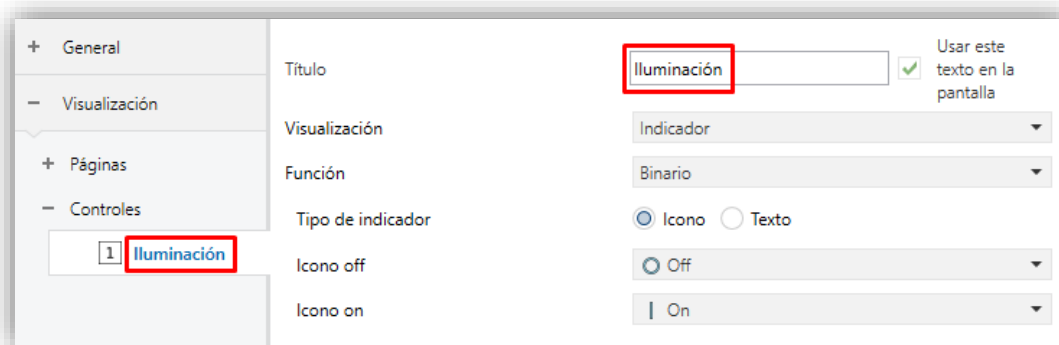 + General
− Visualización
+ Páginas
− Controles
1 Iluminación
Título Iluminación Usar este
texto en la
pantalla
Visualización Indicador
Función Binario
Tipo de indicador Icono Texto
Icono off Off
Icono on On